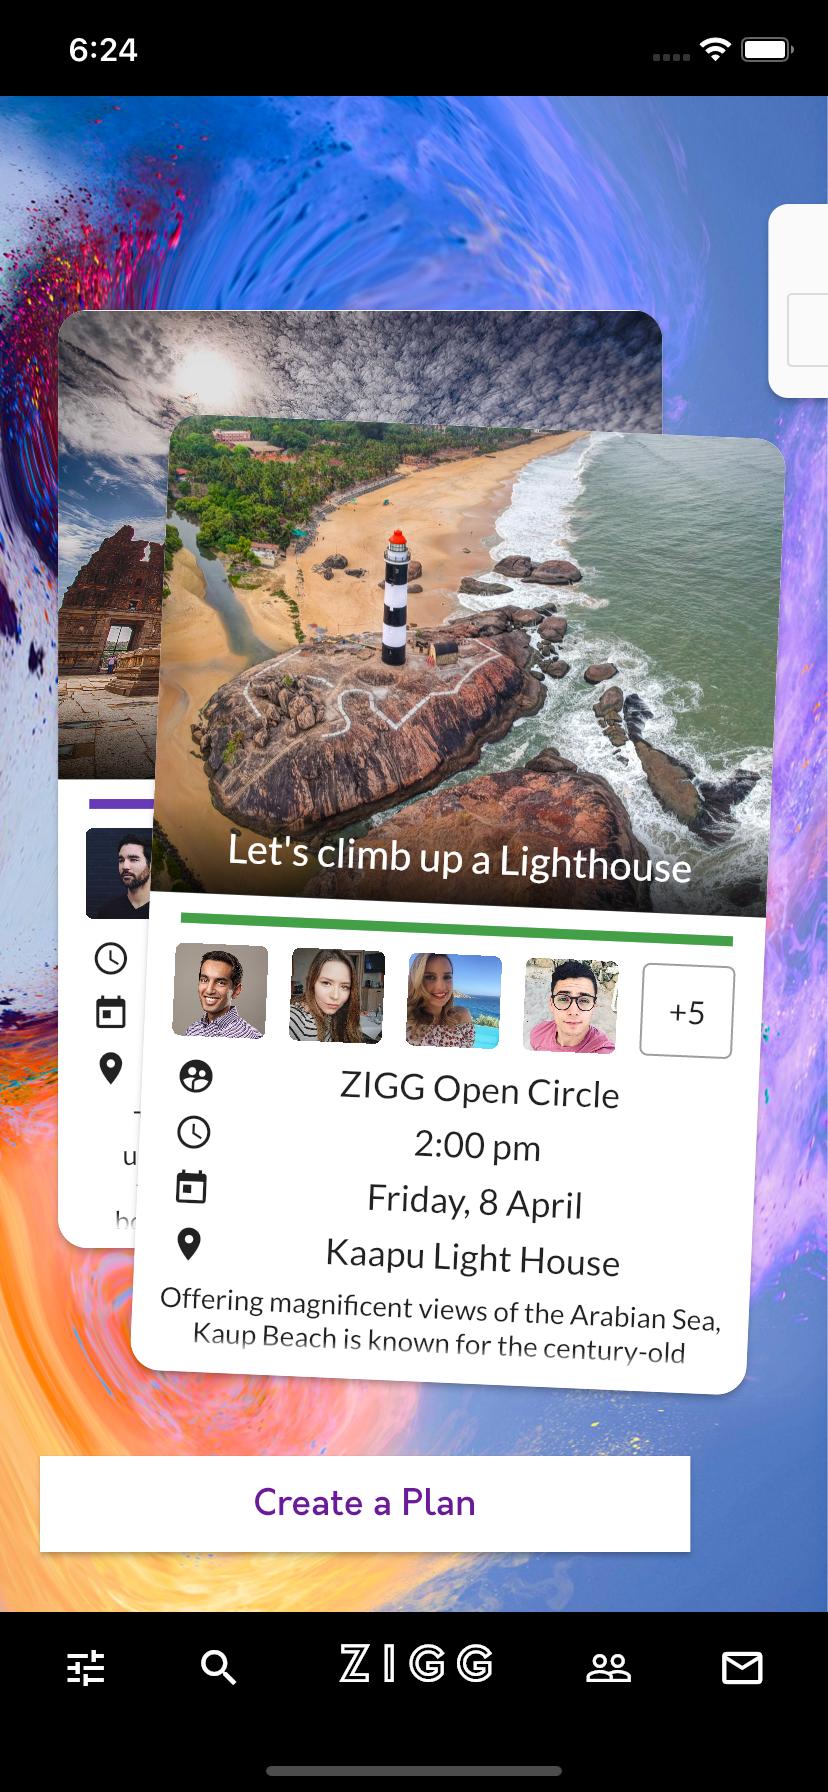 6:24
Let's climb up a Lighthouse
+5
ZIGG Open Circle
2:00 pm
Friday, 8 April
Kaapu Light House
Offering magnificent views of the Arabian Sea,
Kaup Beach is known for the century-old
Create a Plan
ZIGG